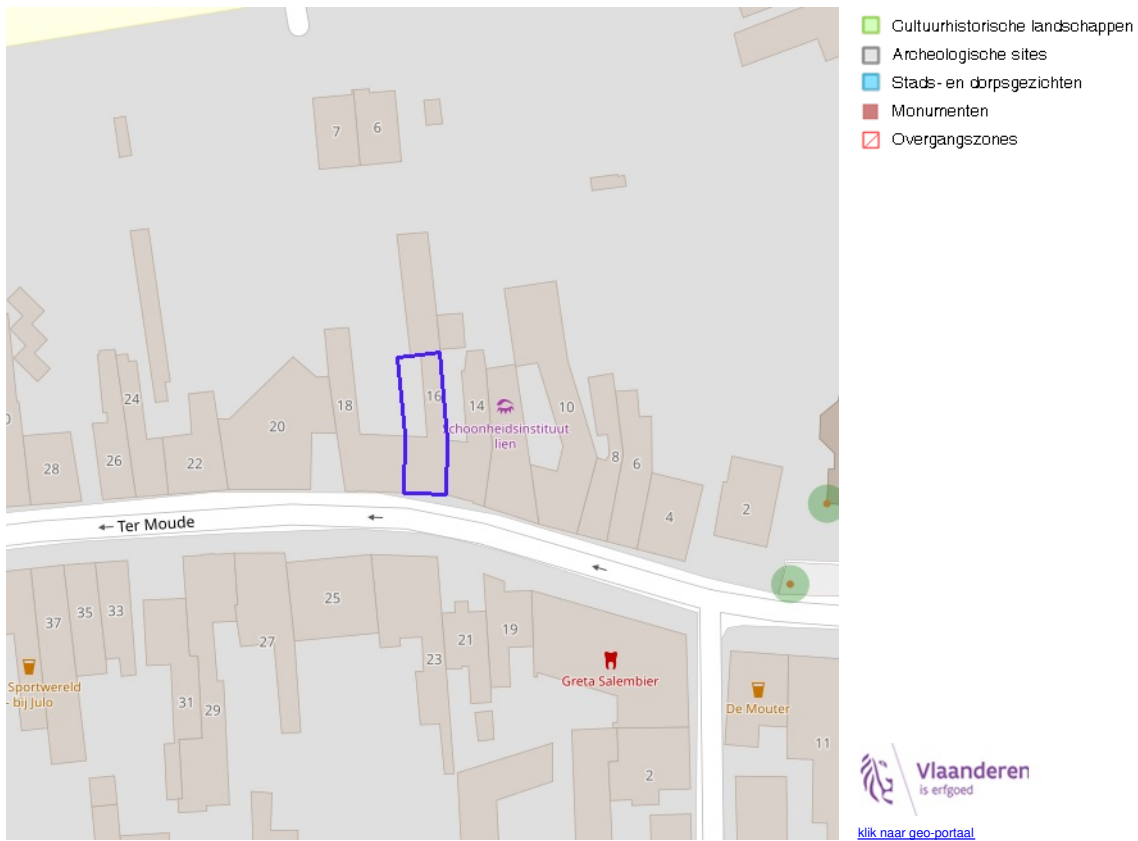 Cultuurhistorische landschappen
Archeologische sites
Stads- en dorpsgezichten
Monumenten
Overgangszones
7
6
16
14
Schoonheidsinstituut
lien
10
8
6
4
2
18
20
22
24
26
28
0
Ter Moude
37
35
33
31
29
27
25
23
21
19
Greta Salembier
Sportwereld
- bij Julo
De Mouter
11
2
Vlaanderen
is erfgoed
klik naar geo-portaal